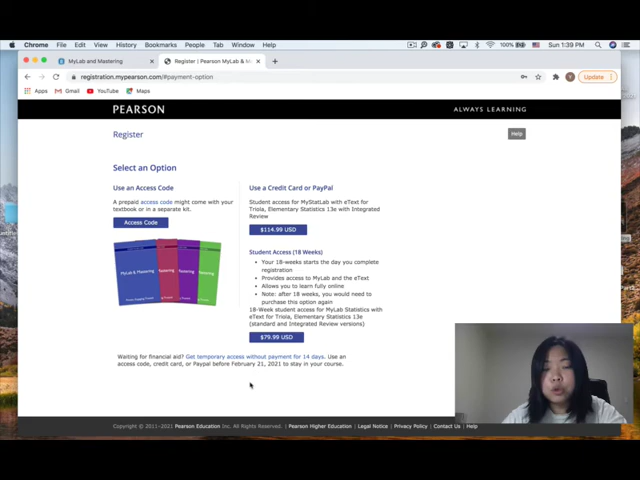 Chrome File Edit View History Bookmarks People Tab Window Help
100% Sun 1:39 PM
MyLab and Mastering
Register | Pearson MyLab & M
registration.mypearson.com/#payment-option
Update
Apps Gmail YouTube Maps
PEARSON
ALWAYS LEARNING
Register
Help
Select an Option
Use an Access Code
A prepaid access code might come with your
textbook or in a separate kit.
Access Code
MyLab & Mastering
Use a Credit Card or PayPal
Student access for MyStatLab with eText for
Triola, Elementary Statistics 13e with Integrated
Review
$114.99 USD
Student Access (18 Weeks)
• Your 18-weeks starts the day you complete
registration
• Provides access to MyLab and the eText
• Allows you to learn fully online
• Note: after 18 weeks, you would need to
purchase this option again
18-Week student access for MyLab Statistics with
eText for Triola, Elementary Statistics 13e
(standard and Integrated Review versions)
$79.99 USD
Waiting for financial aid? Get temporary access without payment for 14 days. Use an
access code, credit card, or Paypal before February 21, 2021 to stay in your course.
Copyright © 2011-2021 Pearson Education Inc. All Rights Reserved. | Pearson Higher Education | Legal Notice | Privacy Policy | Contact Us | Help